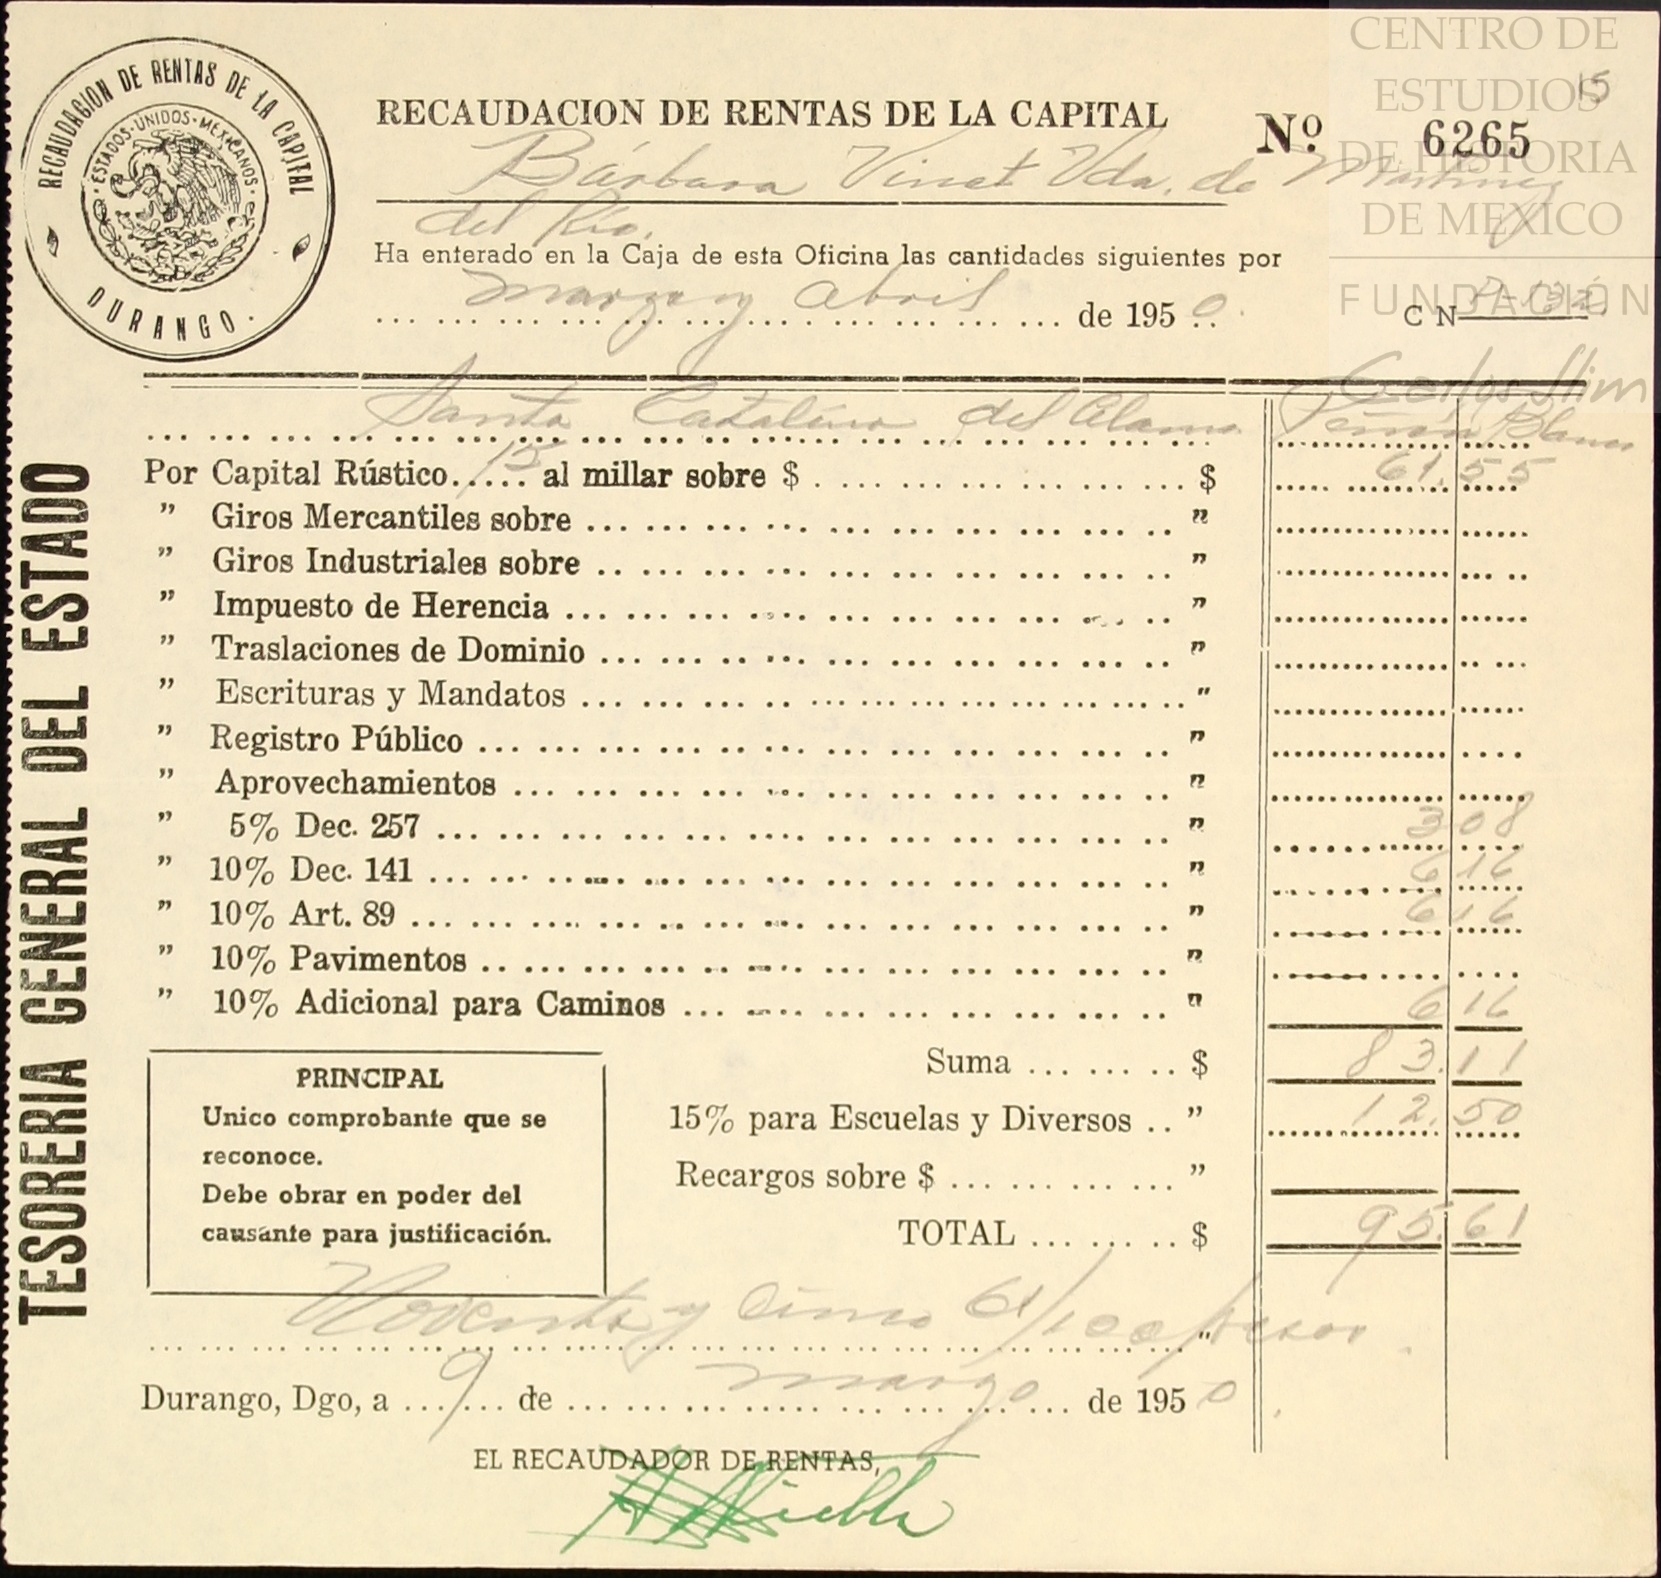 CENTRO DE
ESTUDIOS
DE HISTORIA
DE MEXICO
FUNDACIÓN
Carlos Slim
15
RECAUDACION DE RENTAS DE LA CAPITAL
ESTADOS-UNIDOS-MEXICANOS
DURANGO.
RECAUDACION DE RENTAS DE LA CAPITAL Nº 6265
Bárbara Vinet Vda. de Martínez
del Río.
Ha enterado en la Caja de esta Oficina las cantidades siguientes por
marzo y abril de 1950. C N P-132
Santa Catalina del Alamo. Peñón Blanco
Por Capital Rústico 15 al millar sobre $ $ 61.55
" Giros Mercantiles sobre "
" Giros Industriales sobre "
" Impuesto de Herencia "
" Traslaciones de Dominio "
" Escrituras y Mandatos "
" Registro Público "
" Aprovechamientos "
" 5% Dec. 257 " 3 08
" 10% Dec. 141 " 6 16
" 10% Art. 89 " 6 16
" 10% Pavimentos "
" 10% Adicional para Caminos " 6 16
Suma $ 83.11
15% para Escuelas y Diversos " 12.50
Recargos sobre $ "
TOTAL $ 95.61
PRINCIPAL
Unico comprobante que se
reconoce.
Debe obrar en poder del
causante para justificación.
Noventa y cinco 61/100 pesos.
Durango, Dgo, a 9 de marzo de 1950.
EL RECAUDADOR DE RENTAS,
TESORERIA GENERAL DEL ESTADO